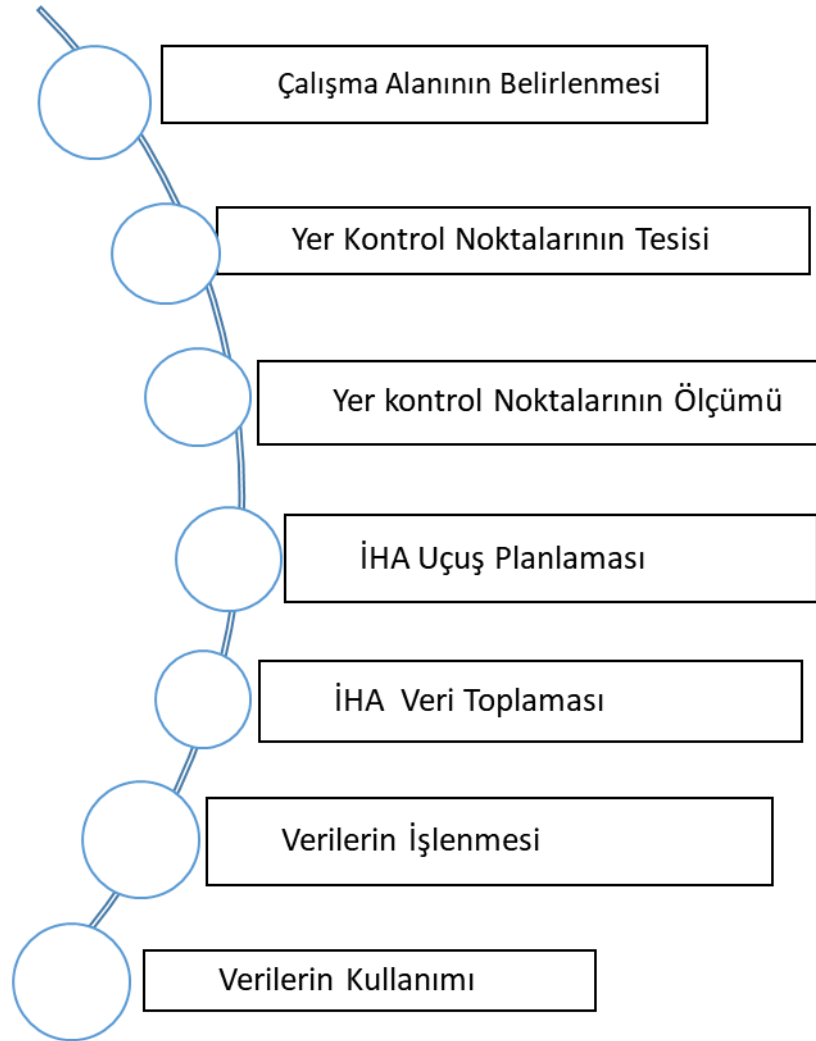 Çalışma Alanının Belirlenmesi
Yer Kontrol Noktalarının Tesisi
Yer kontrol Noktalarının Ölçümü
İHA Uçuş Planlaması
İHA  Veri Toplaması
Verilerin İşlenmesi
Verilerin Kullanımı